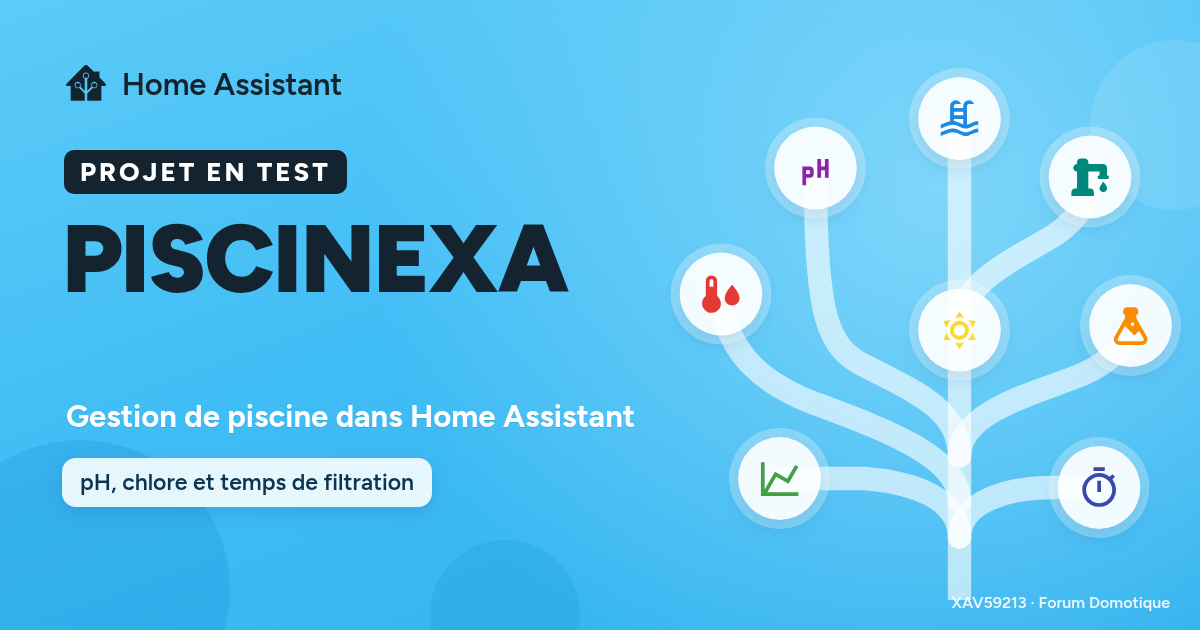 Home Assistant
PROJET EN TEST
PISCINEXA
Gestion de piscine dans Home Assistant
pH, chlore et temps de filtration
pH
XAV59213 · Forum Domotique